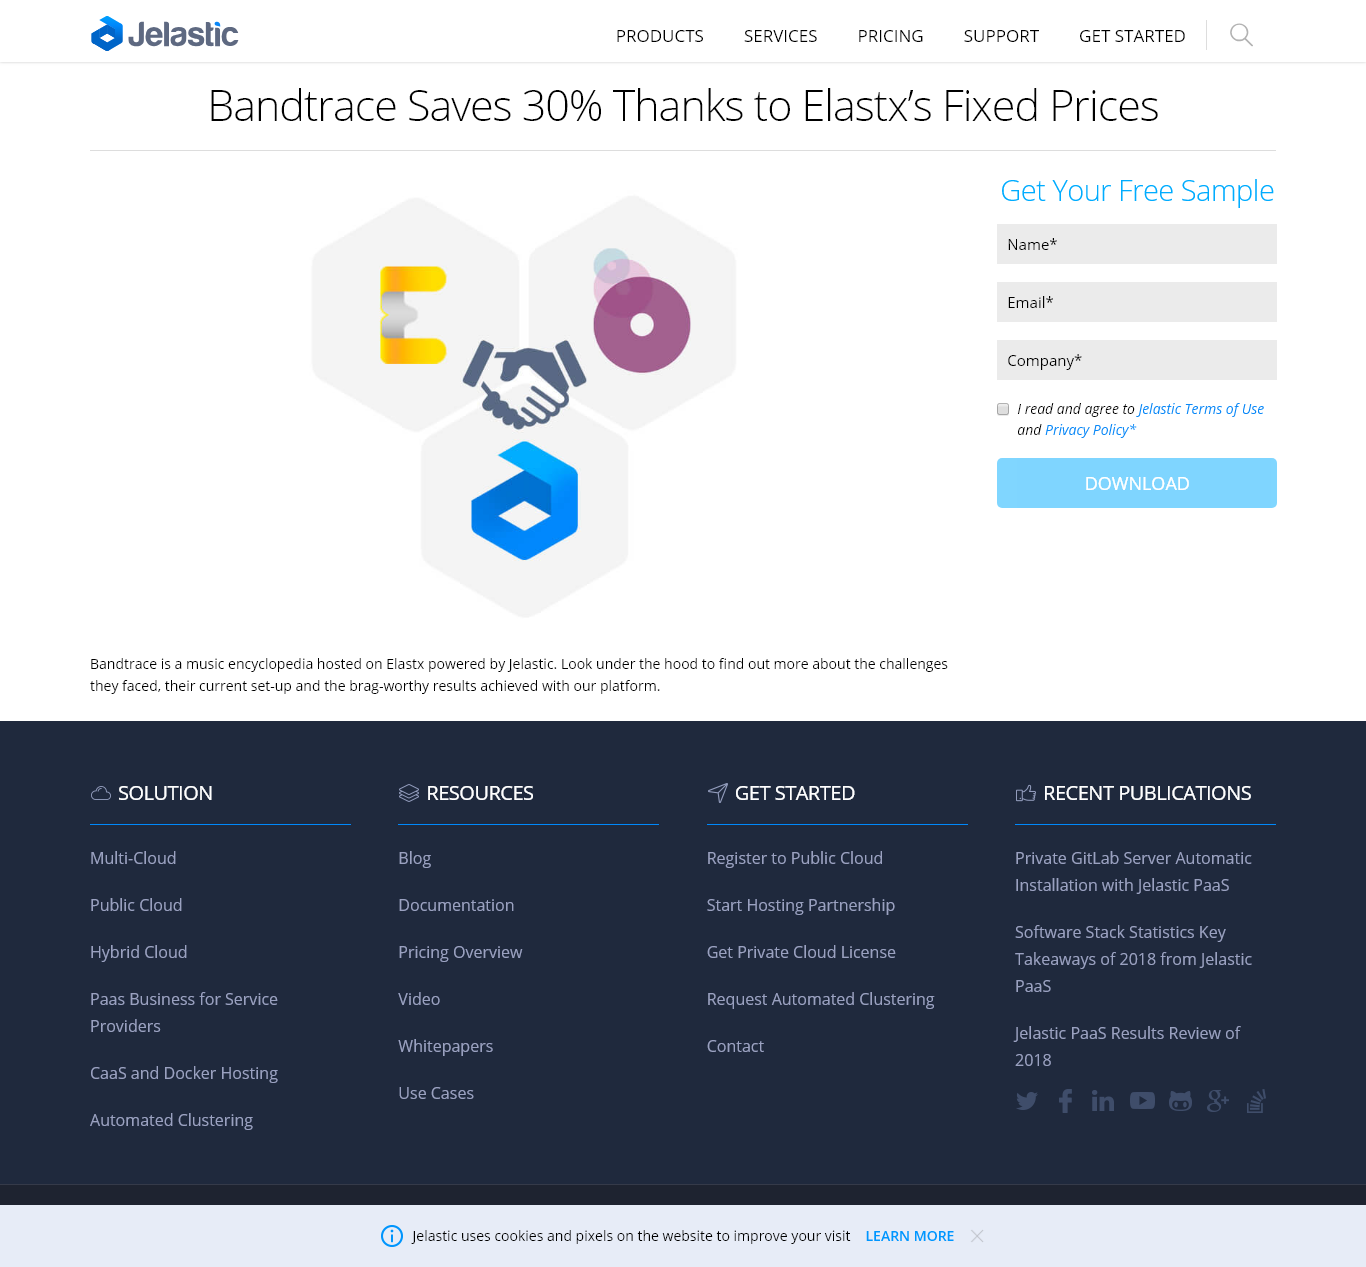 Jelastic
PRODUCTS SERVICES PRICING SUPPORT GET STARTED
Bandtrace Saves 30% Thanks to Elastx’s Fixed Prices
Get Your Free Sample
Name*
Email*
Company*
I read and agree to Jelastic Terms of Use
and Privacy Policy*
DOWNLOAD
Bandtrace is a music encyclopedia hosted on Elastx powered by Jelastic. Look under the hood to find out more about the challenges
they faced, their current set-up and the brag-worthy results achieved with our platform.
SOLUTION
Multi-Cloud
Public Cloud
Hybrid Cloud
Paas Business for Service
Providers
CaaS and Docker Hosting
Automated Clustering
RESOURCES
Blog
Documentation
Pricing Overview
Video
Whitepapers
Use Cases
GET STARTED
Register to Public Cloud
Start Hosting Partnership
Get Private Cloud License
Request Automated Clustering
Contact
RECENT PUBLICATIONS
Private GitLab Server Automatic
Installation with Jelastic PaaS
Software Stack Statistics Key
Takeaways of 2018 from Jelastic
PaaS
Jelastic PaaS Results Review of
2018
Jelastic uses cookies and pixels on the website to improve your visit LEARN MORE